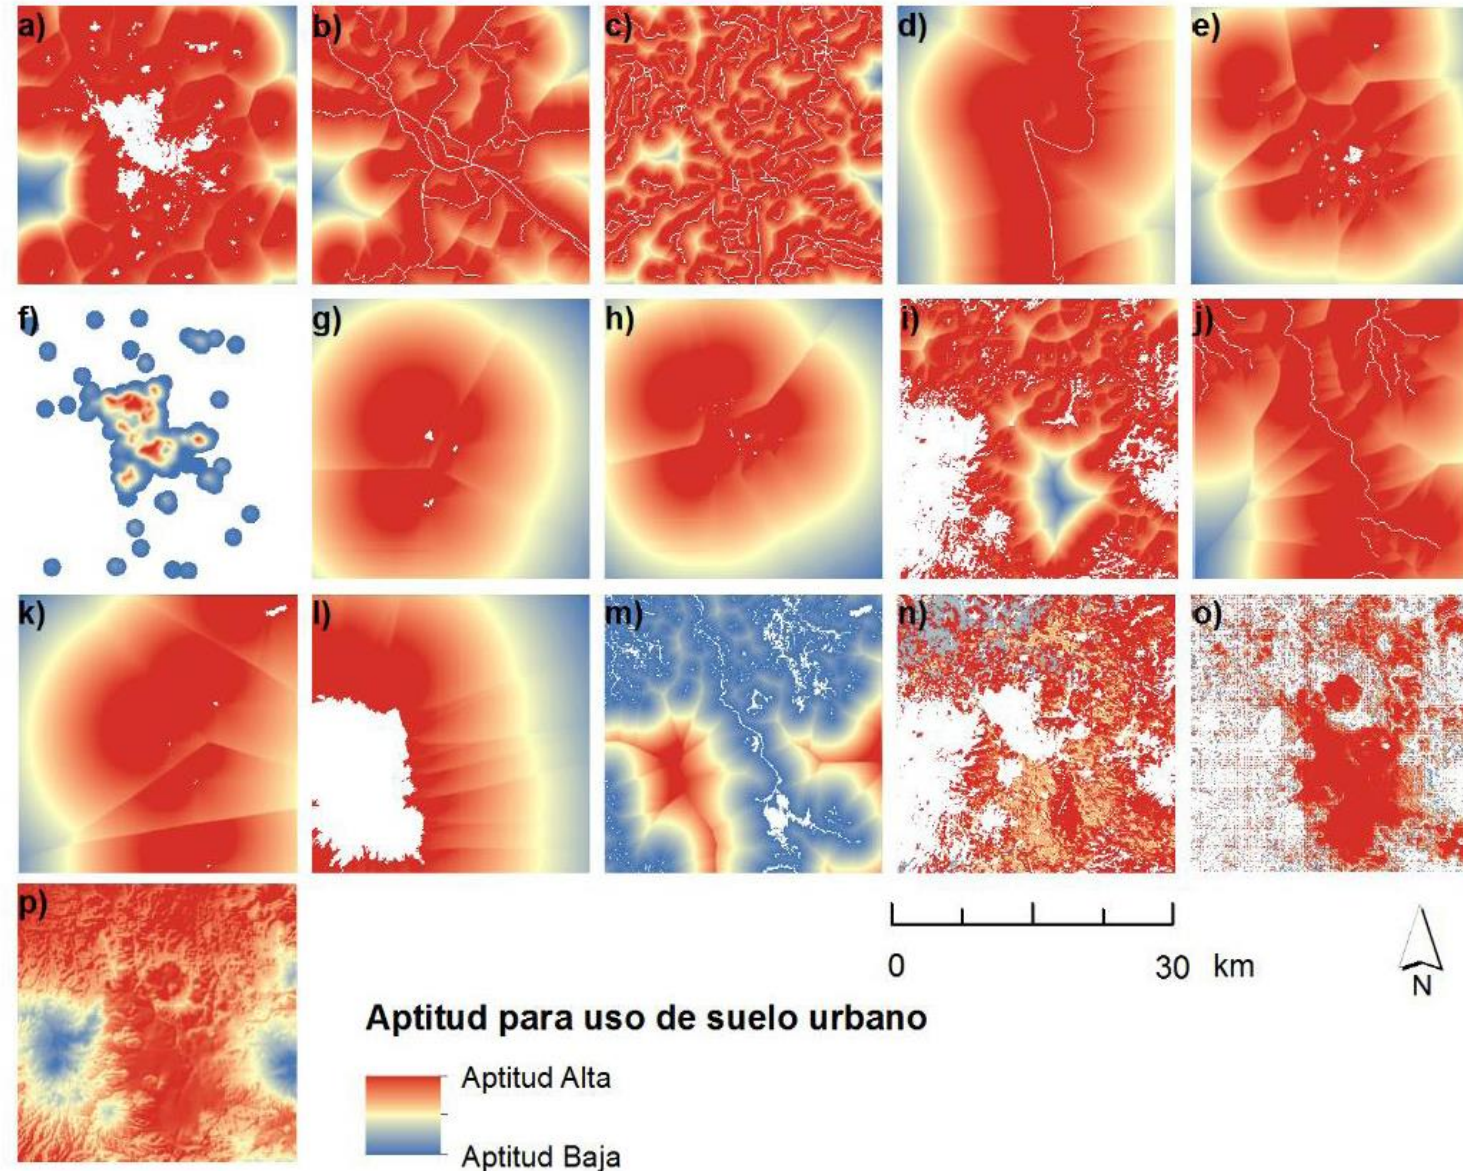 a) b) c) d) e)
f) g) h) i) j)
k) l) m) n) o)
p)
0 30 km
N
Aptitud para uso de suelo urbano
Aptitud Alta
Aptitud Baja